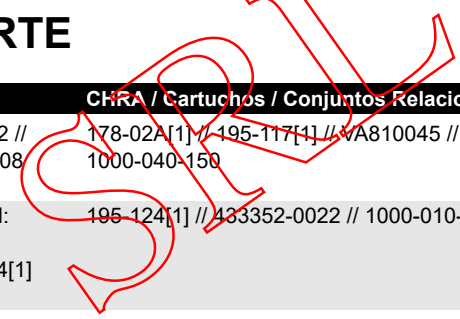 RTE
CHRA / Cartuchos / Conjuntos Relacio
2 // 178-02A[1] // 195-117[1] // VA810045 //
08 1000-040-150
l: 195-124[1] // 433352-0022 // 1000-010-
4[1]
SRL